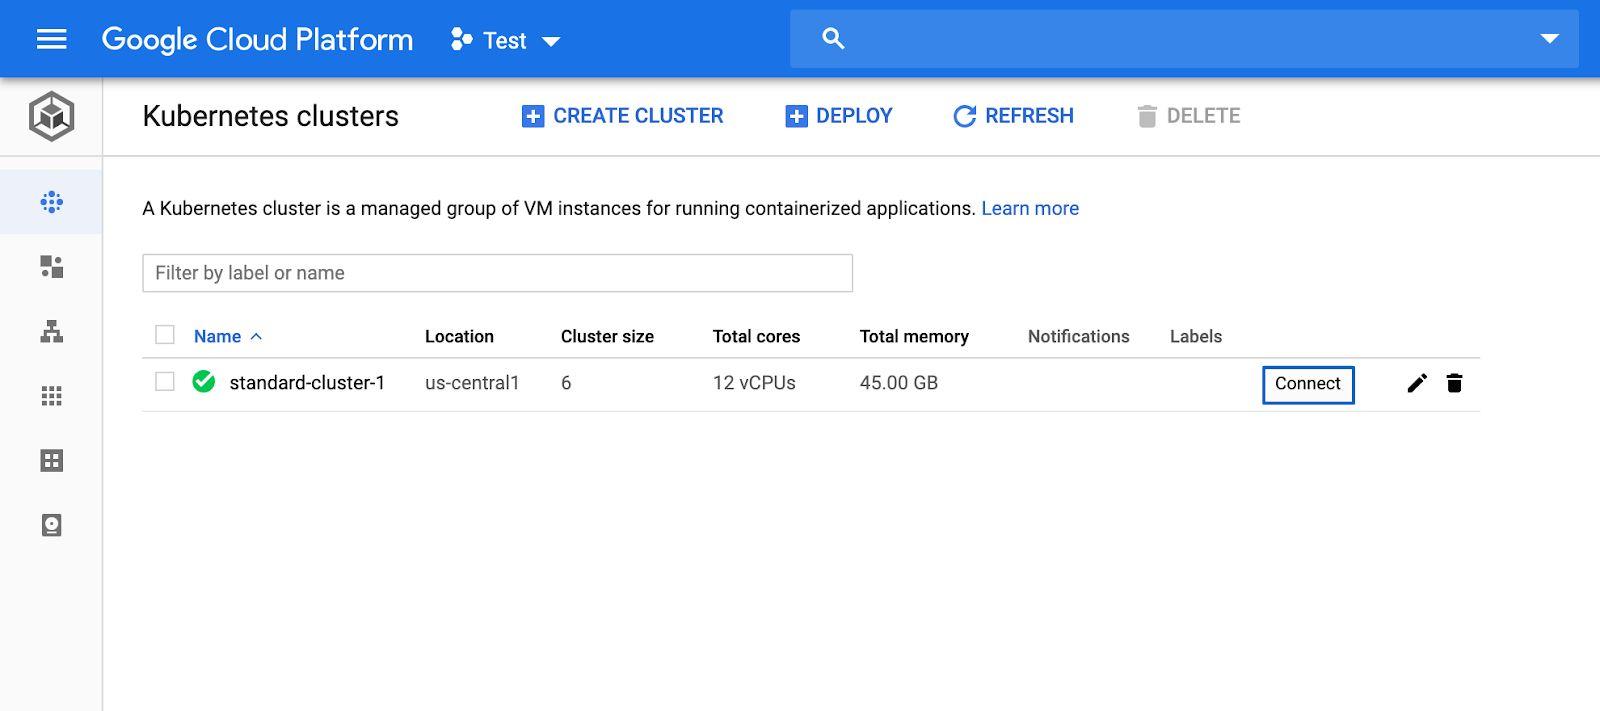 Google Cloud Platform Test
Kubernetes clusters CREATE CLUSTER DEPLOY REFRESH DELETE
A Kubernetes cluster is a managed group of VM instances for running containerized applications. Learn more
Filter by label or name
Name Location Cluster size Total cores Total memory Notifications Labels
standard-cluster-1 us-central1 6 12 vCPUs 45.00 GB Connect